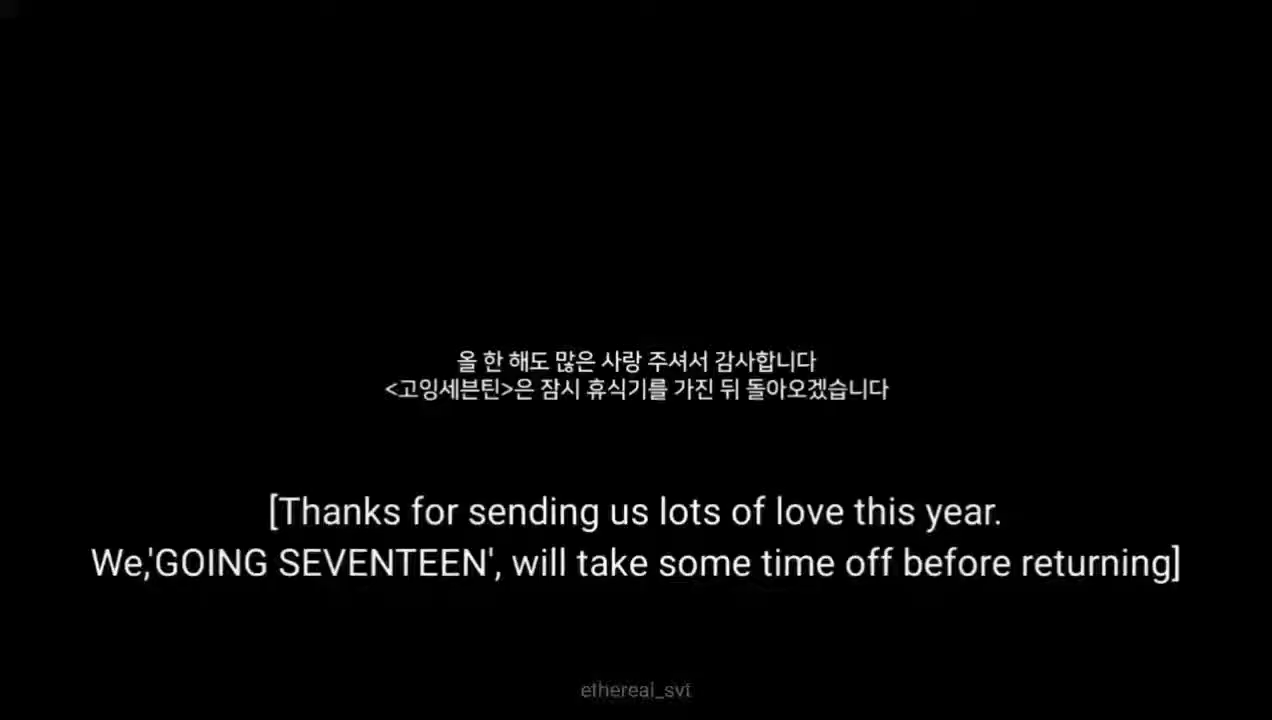 올 한 해도 많은 사랑 주셔서 감사합니다
<고잉세븐틴>은 잠시 휴식기를 가진 뒤 돌아오겠습니다
[Thanks for sending us lots of love this year.
We,'GOING SEVENTEEN', will take some time off before returning]
ethereal_svt